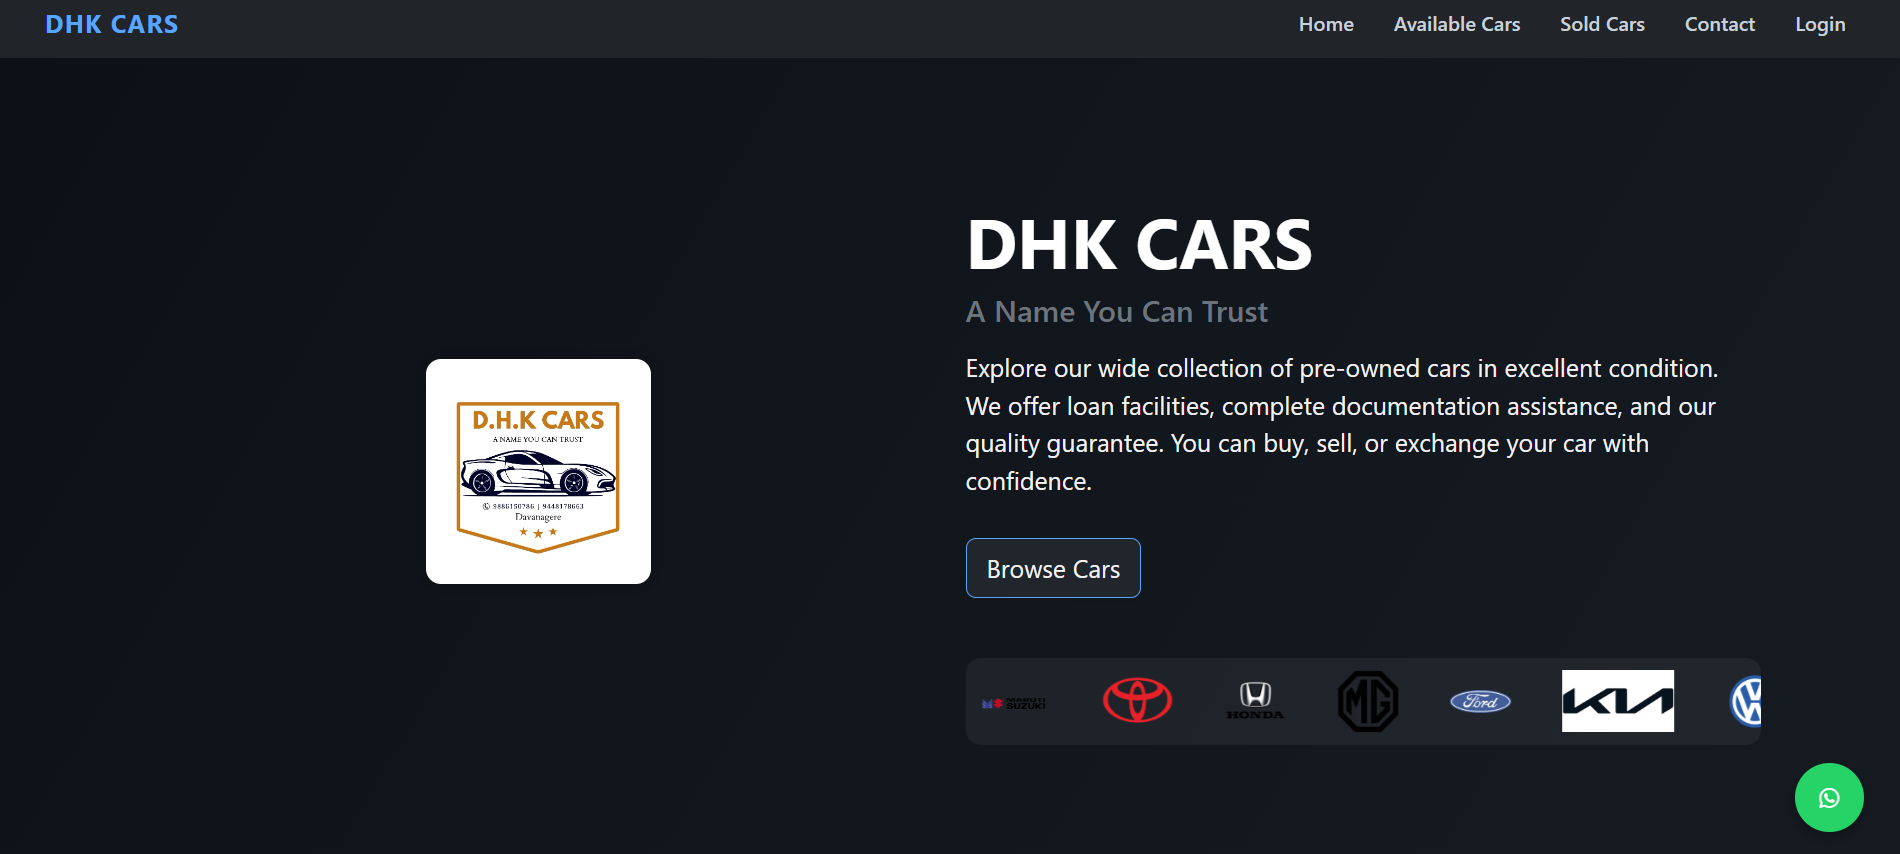 DHK CARS
Home Available Cars Sold Cars Contact Login
DHK CARS
A Name You Can Trust
Explore our wide collection of pre-owned cars in excellent condition.
We offer loan facilities, complete documentation assistance, and our
quality guarantee. You can buy, sell, or exchange your car with
confidence.
Browse Cars
D.H.K CARS
A NAME YOU CAN TRUST
9886150786 | 9448178663
Davanagere
MARUTI
SUZUKI
HONDA
MG
Ford
KIA